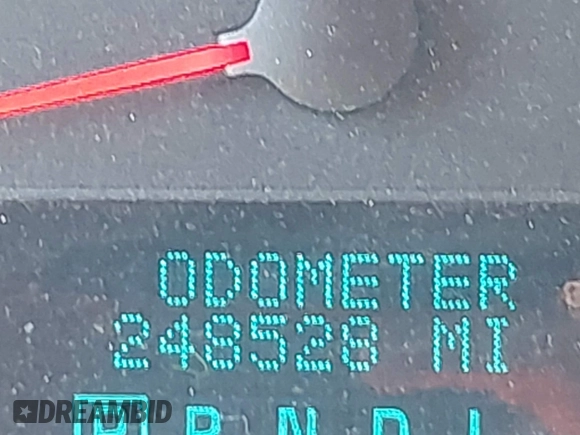 ODOMETER
248528 MI
P R N D L
DREAMBID